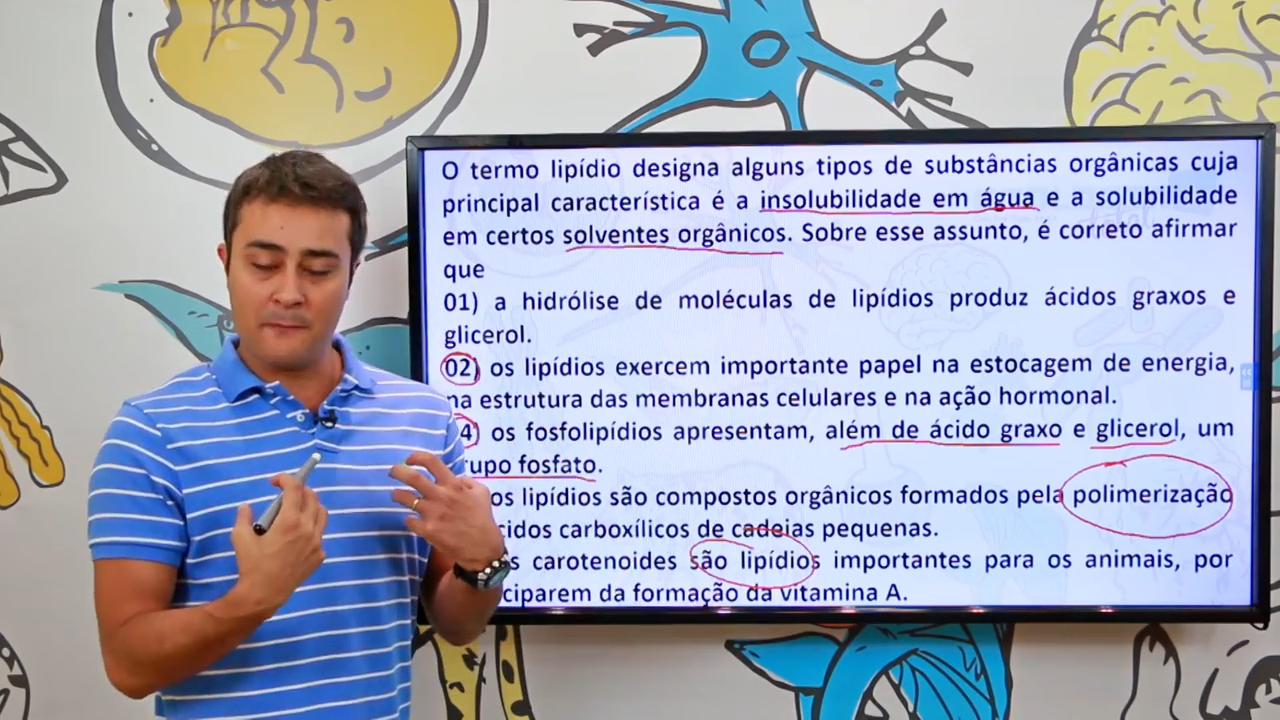 O termo lipídio designa alguns tipos de substâncias orgânicas cuja
principal característica é a insolubilidade em água e a solubilidade
em certos solventes orgânicos. Sobre esse assunto, é correto afirmar
que
01) a hidrólise de moléculas de lipídios produz ácidos graxos e
glicerol.
02) os lipídios exercem importante papel na estocagem de energia,
na estrutura das membranas celulares e na ação hormonal.
4) os fosfolipídios apresentam, além de ácido graxo e glicerol, um
rupo fosfato.
os lipídios são compostos orgânicos formados pela polimerização
cidos carboxílicos de cadeias pequenas.
s carotenoides são lipídios importantes para os animais, por
ciparem da formação da vitamina A.